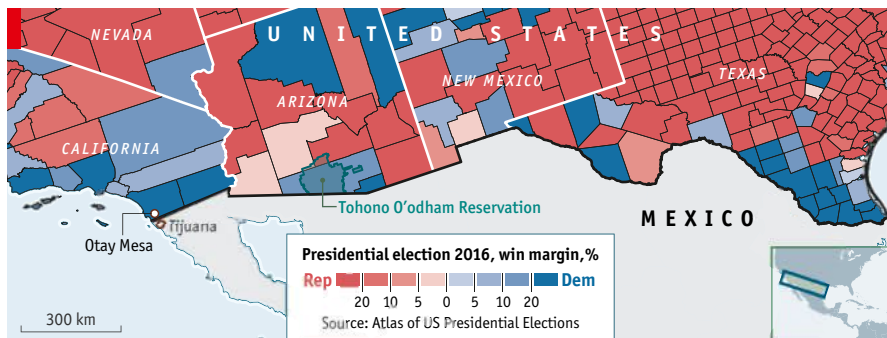 NEVADA
UNITED STATES
NEW MEXICO
TEXAS
ARIZONA
CALIFORNIA
Tohono O'odham Reservation
MEXICO
Tijuana
Otay Mesa
Presidential election 2016, win margin,%
Rep Dem
20 10 5 0 5 10 20
Source: Atlas of US Presidential Elections
300 km